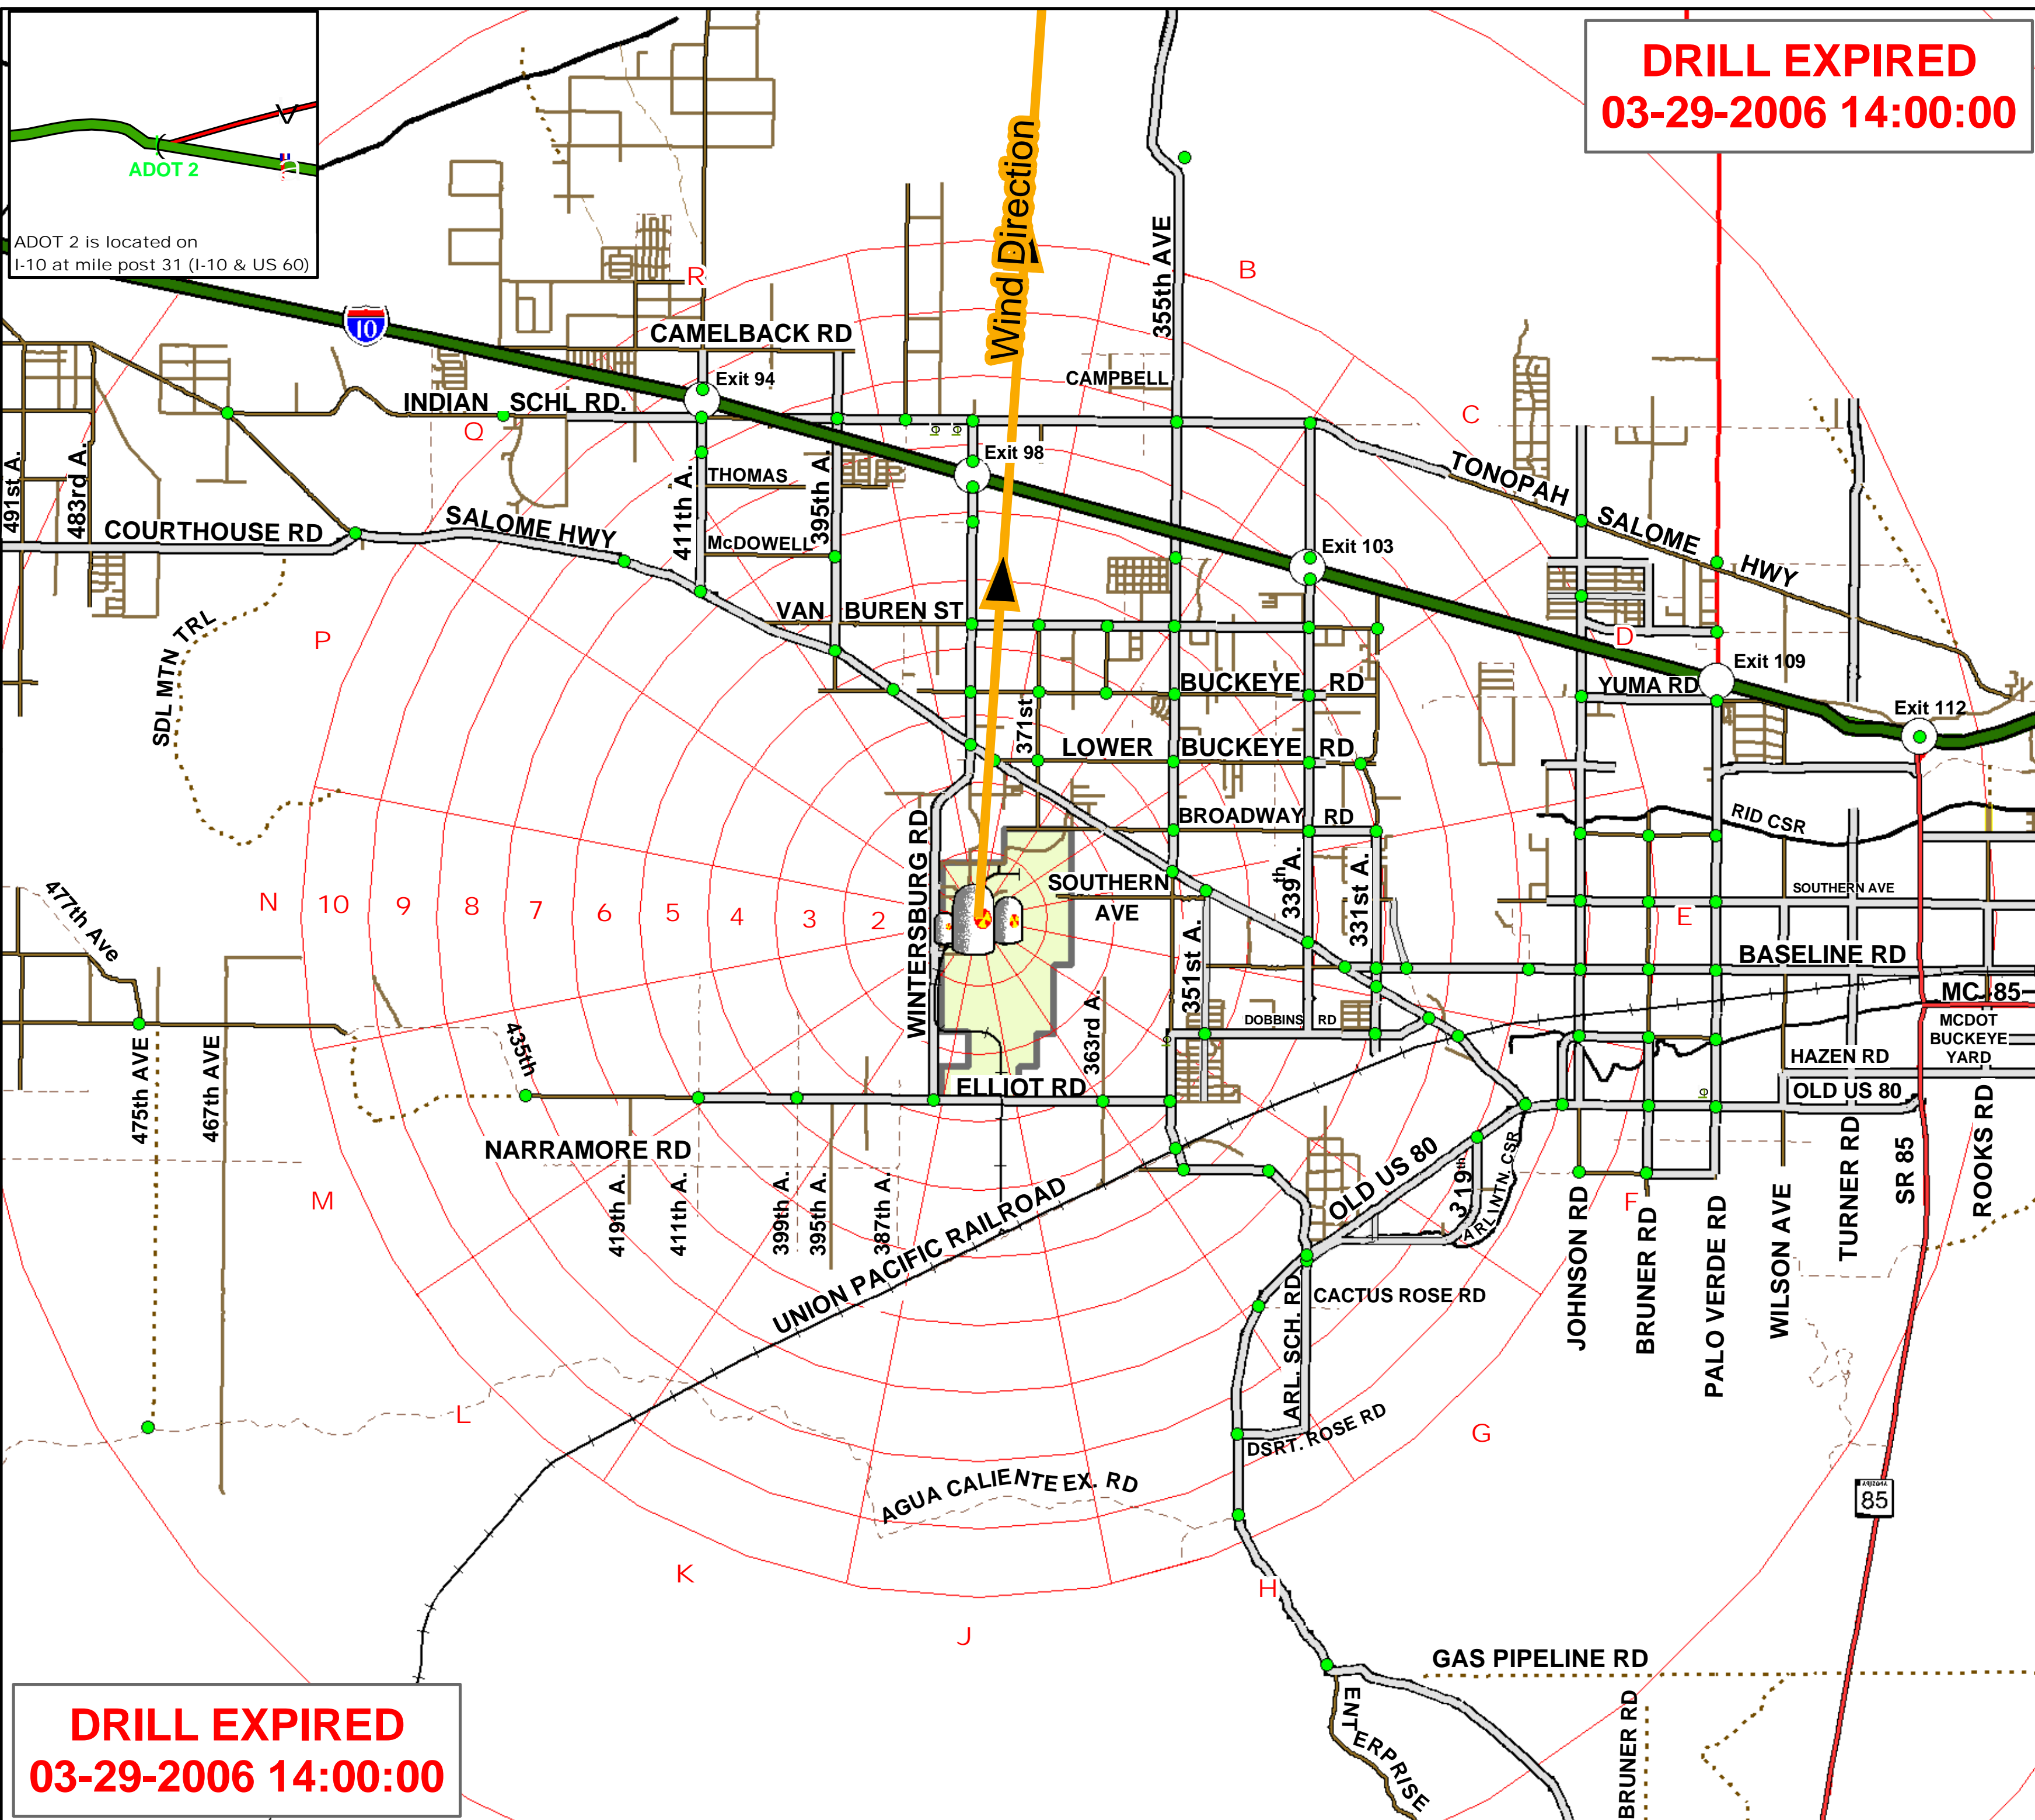 DRILL EXPIRED
03-29-2006 14:00:00
ADOT 2
ADOT 2 is located on
I-10 at mile post 31 (I-10 & US 60)
Wind Direction
355th AVE
B
R
10
CAMELBACK RD
Exit 94
CAMPBELL
INDIAN SCHL RD.
Q
C
491st A.
483rd A.
411th A.
THOMAS
395th A.
Exit 98
TONOPAH SALOME HWY
COURTHOUSE RD
SALOME HWY
McDOWELL
Exit 103
VAN BUREN ST
P
SDL MTN TRL
D
Exit 109
BUCKEYE RD
YUMA RD
371st
Exit 112
LOWER BUCKEYE RD
BROADWAY RD
RID CSR
WINTERSBURG RD
SOUTHERN
AVE
339th A.
331st A.
SOUTHERN AVE
477th Ave
N 10 9 8 7 6 5 4 3 2
E
351st A.
BASELINE RD
MC 85
363rd A.
DOBBINS RD
MCDOT
BUCKEYE
YARD
HAZEN RD
435th
475th AVE
467th AVE
ELLIOT RD
OLD US 80
NARRAMORE RD
OLD US 80
319th
ARLINTN. CSR
M
419th A.
411th A.
399th A.
395th A.
387th A.
F
JOHNSON RD
BRUNER RD
PALO VERDE RD
WILSON AVE
TURNER RD
SR 85
ROOKS RD
UNION PACIFIC RAILROAD
ARL. SCH. RD
CACTUS ROSE RD
L
DSRT. ROSE RD
G
AGUA CALIENTE EX. RD
85
K
H
J
GAS PIPELINE RD
ENTERPRISE
BRUNER RD
DRILL EXPIRED
03-29-2006 14:00:00